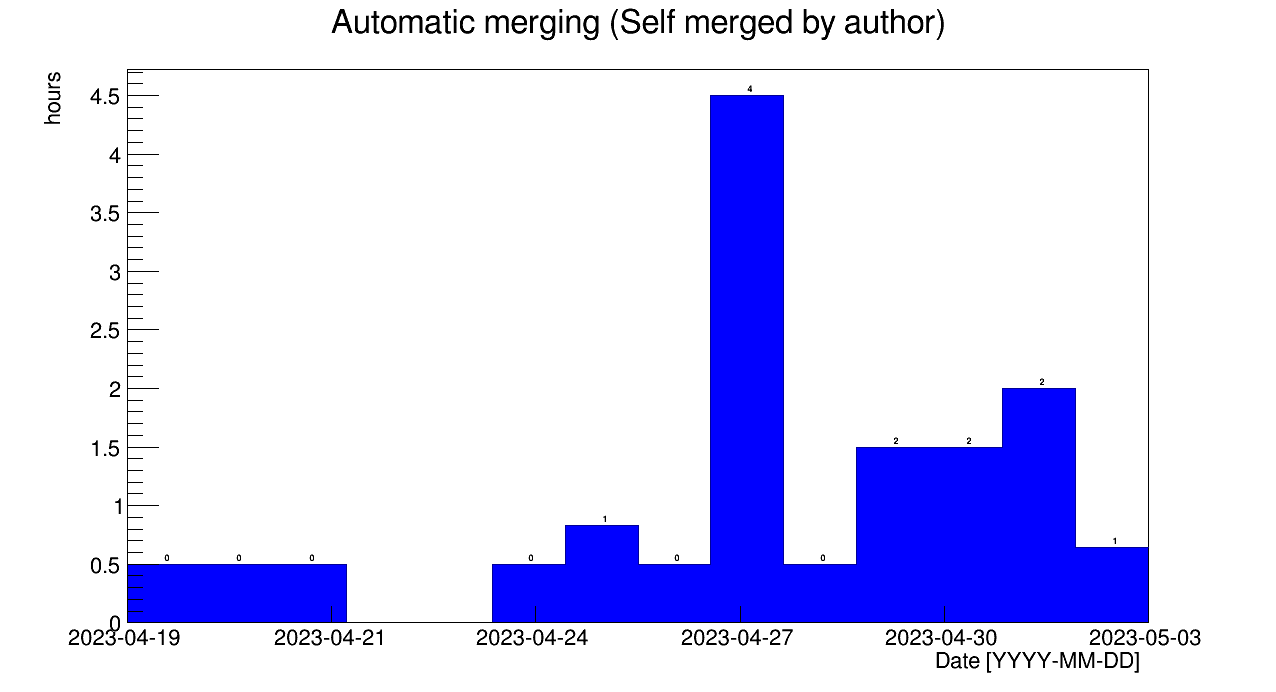 Automatic merging (Self merged by author)
hours
4.5
4
3.5
3
2.5
2
1.5
1
0.5
0
0 0 0 0 1 0 4 0 2 2 2 1
2023-04-19 2023-04-21 2023-04-24 2023-04-27 2023-04-30 2023-05-03
Date [YYYY-MM-DD]